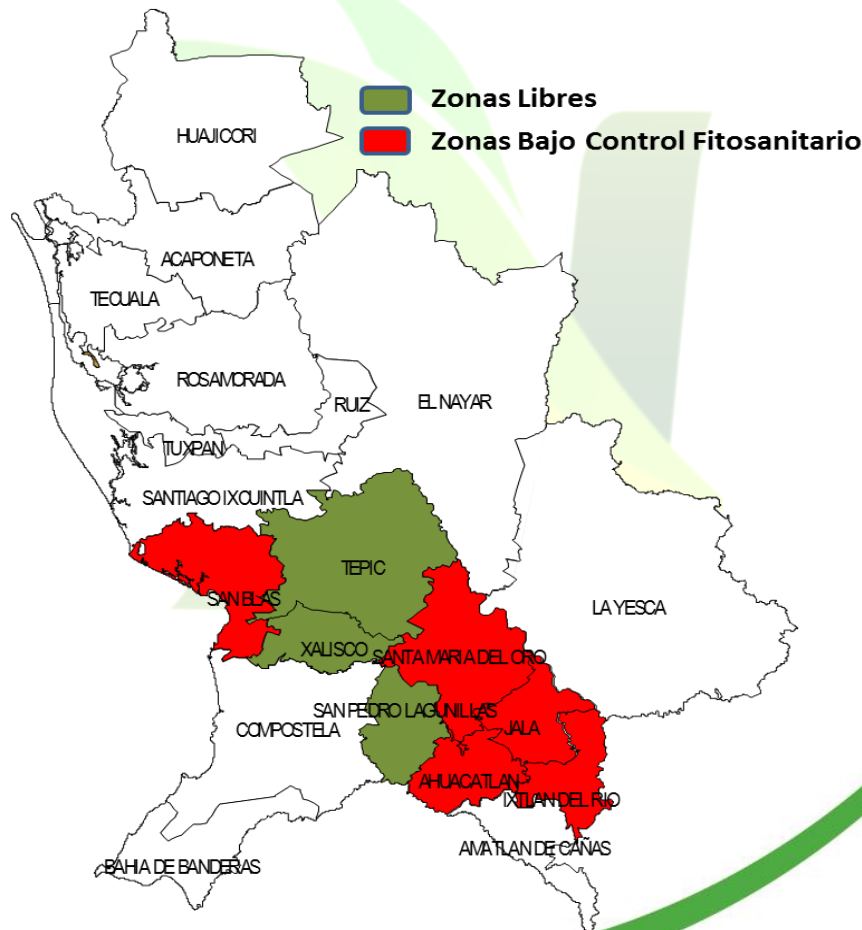 Zonas Libres
Zonas Bajo Control Fitosanitario
HUAJICORI
ACAPONETA
TECUALA
ROSAMORADA
RUIZ
EL NAYAR
TUXPAN
SANTIAGO IXCUINTLA
TEPIC
SAN BLAS
LA YESCA
XALISCO
SANTA MARIA DEL ORO
SAN PEDRO LAGUNILLAS
COMPOSTELA
JALA
AHUACATLAN
IXTLAN DEL RIO
AMATLAN DE CAÑAS
BAHIA DE BANDERAS